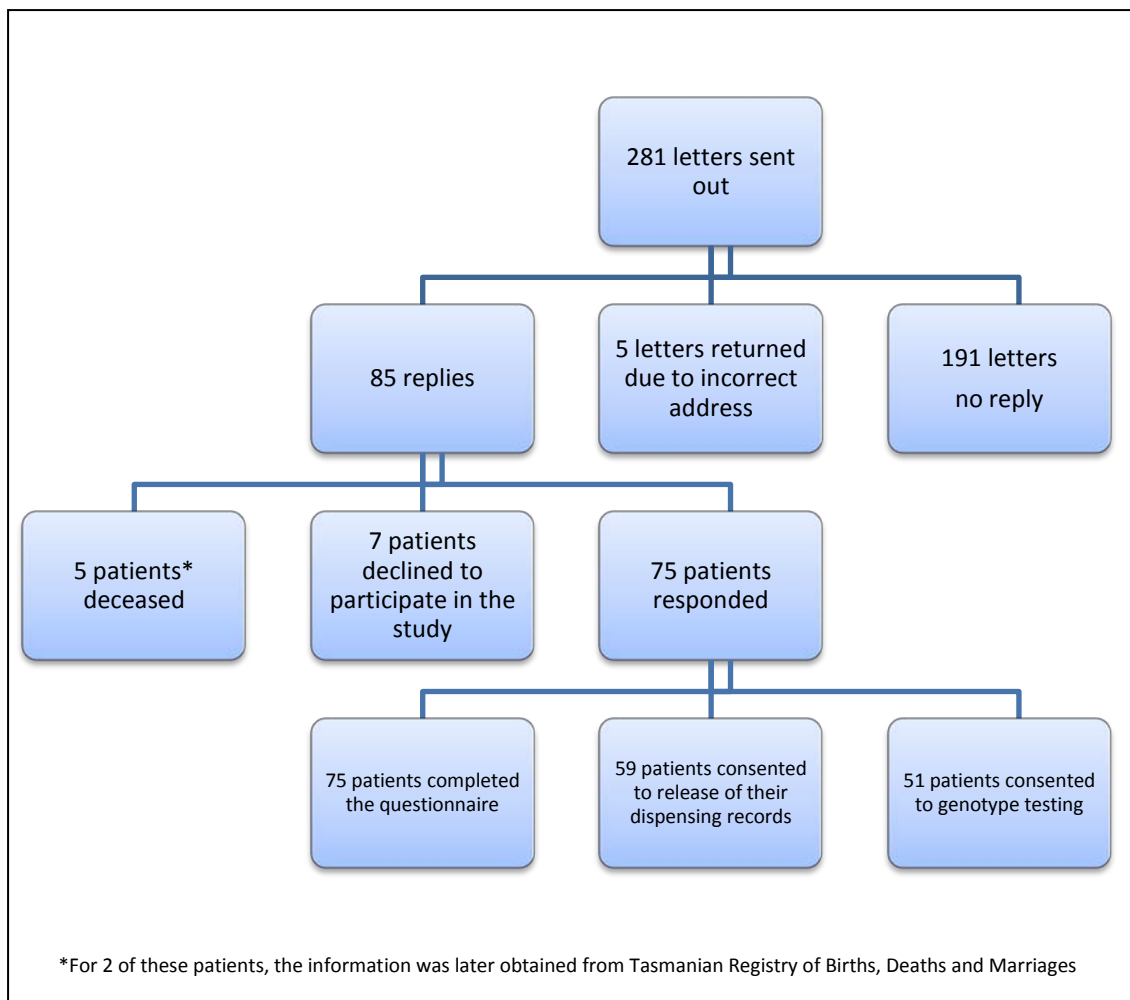 281 letters sent
out
85 replies
5 letters returned
due to incorrect
address
191 letters
no reply
5 patients*
deceased
7 patients
declined to
participate in the
study
75 patients
responded
75 patients completed
the questionnaire
59 patients consented
to release of their
dispensing records
51 patients consented
to genotype testing
*For 2 of these patients, the information was later obtained from Tasmanian Registry of Births, Deaths and Marriages